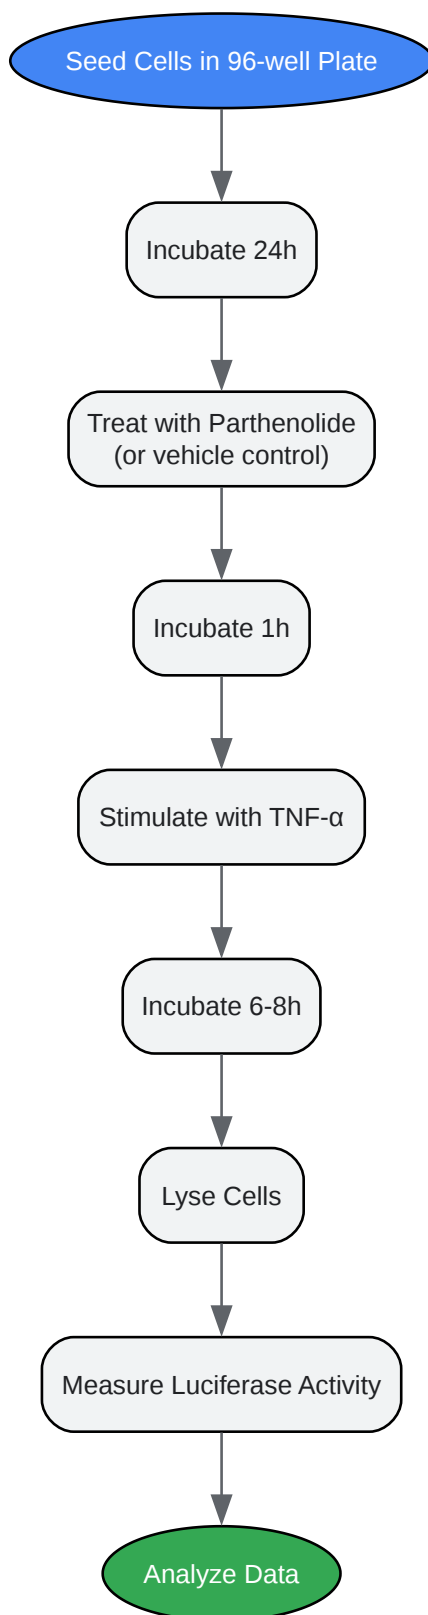 Seed Cells in 96-well Plate
Incubate 24h
Treat with Parthenolide
(or vehicle control)
Incubate 1h
Stimulate with TNF-α
Incubate 6-8h
Lyse Cells
Measure Luciferase Activity
Analyze Data